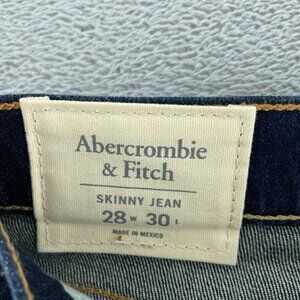 Abercrombie
& Fitch
SKINNY JEAN
28 W 30 L
MADE IN MEXICO